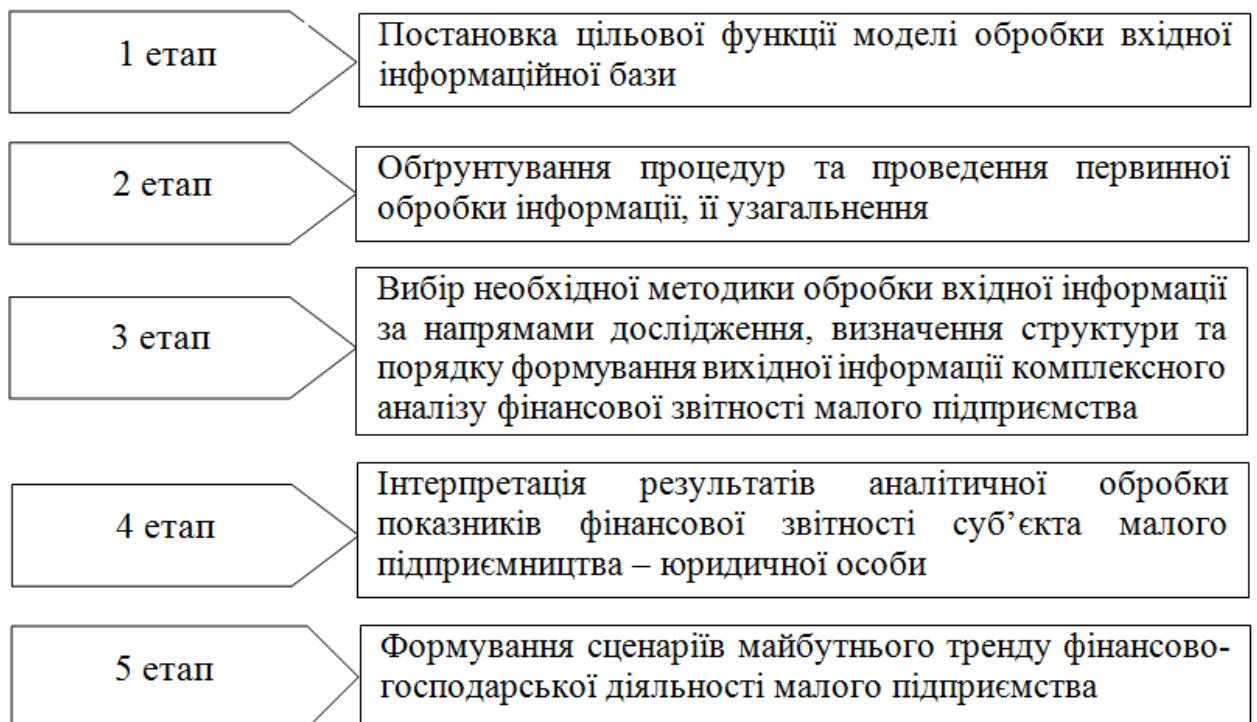 1 етап
Постановка цільової функції моделі обробки вхідної
інформаційної бази
2 етап
Обґрунтування процедур та проведення первинної
обробки інформації, її узагальнення
3 етап
Вибір необхідної методики обробки вхідної інформації
за напрямами дослідження, визначення структури та
порядку формування вихідної інформації комплексного
аналізу фінансової звітності малого підприємства
4 етап
Інтерпретація результатів аналітичної обробки
показників фінансової звітності суб’єкта малого
підприємництва – юридичної особи
5 етап
Формування сценаріїв майбутнього тренду фінансово-
господарської діяльності малого підприємства